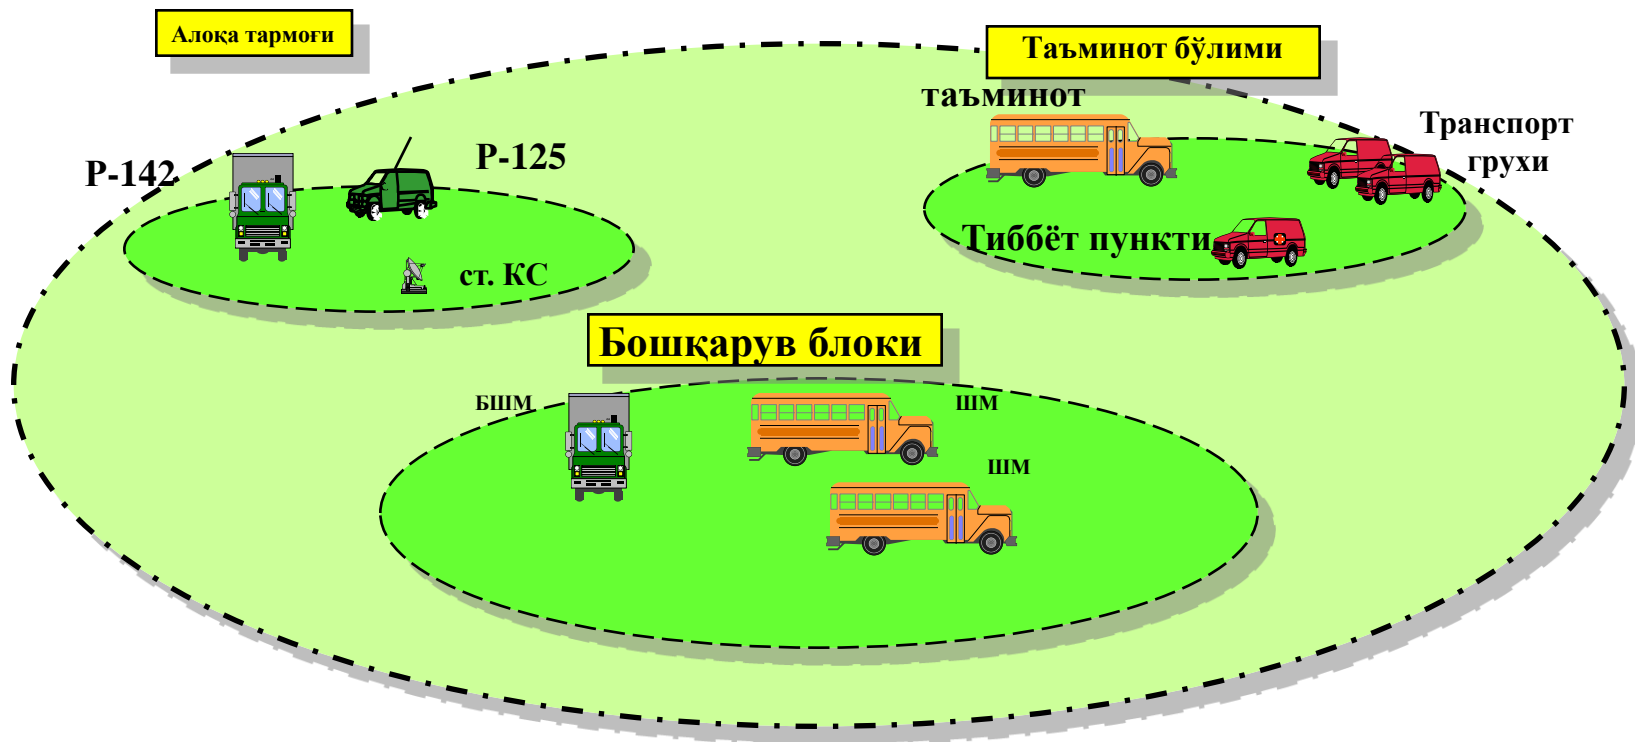 Алоқа тармоғи
Таъминот бўлими
таъминот
Транспорт
грухи
Р-142
Р-125
Тиббёт пункти
ст. КС
Бошқарув блоки
БШМ
ШМ
ШМ